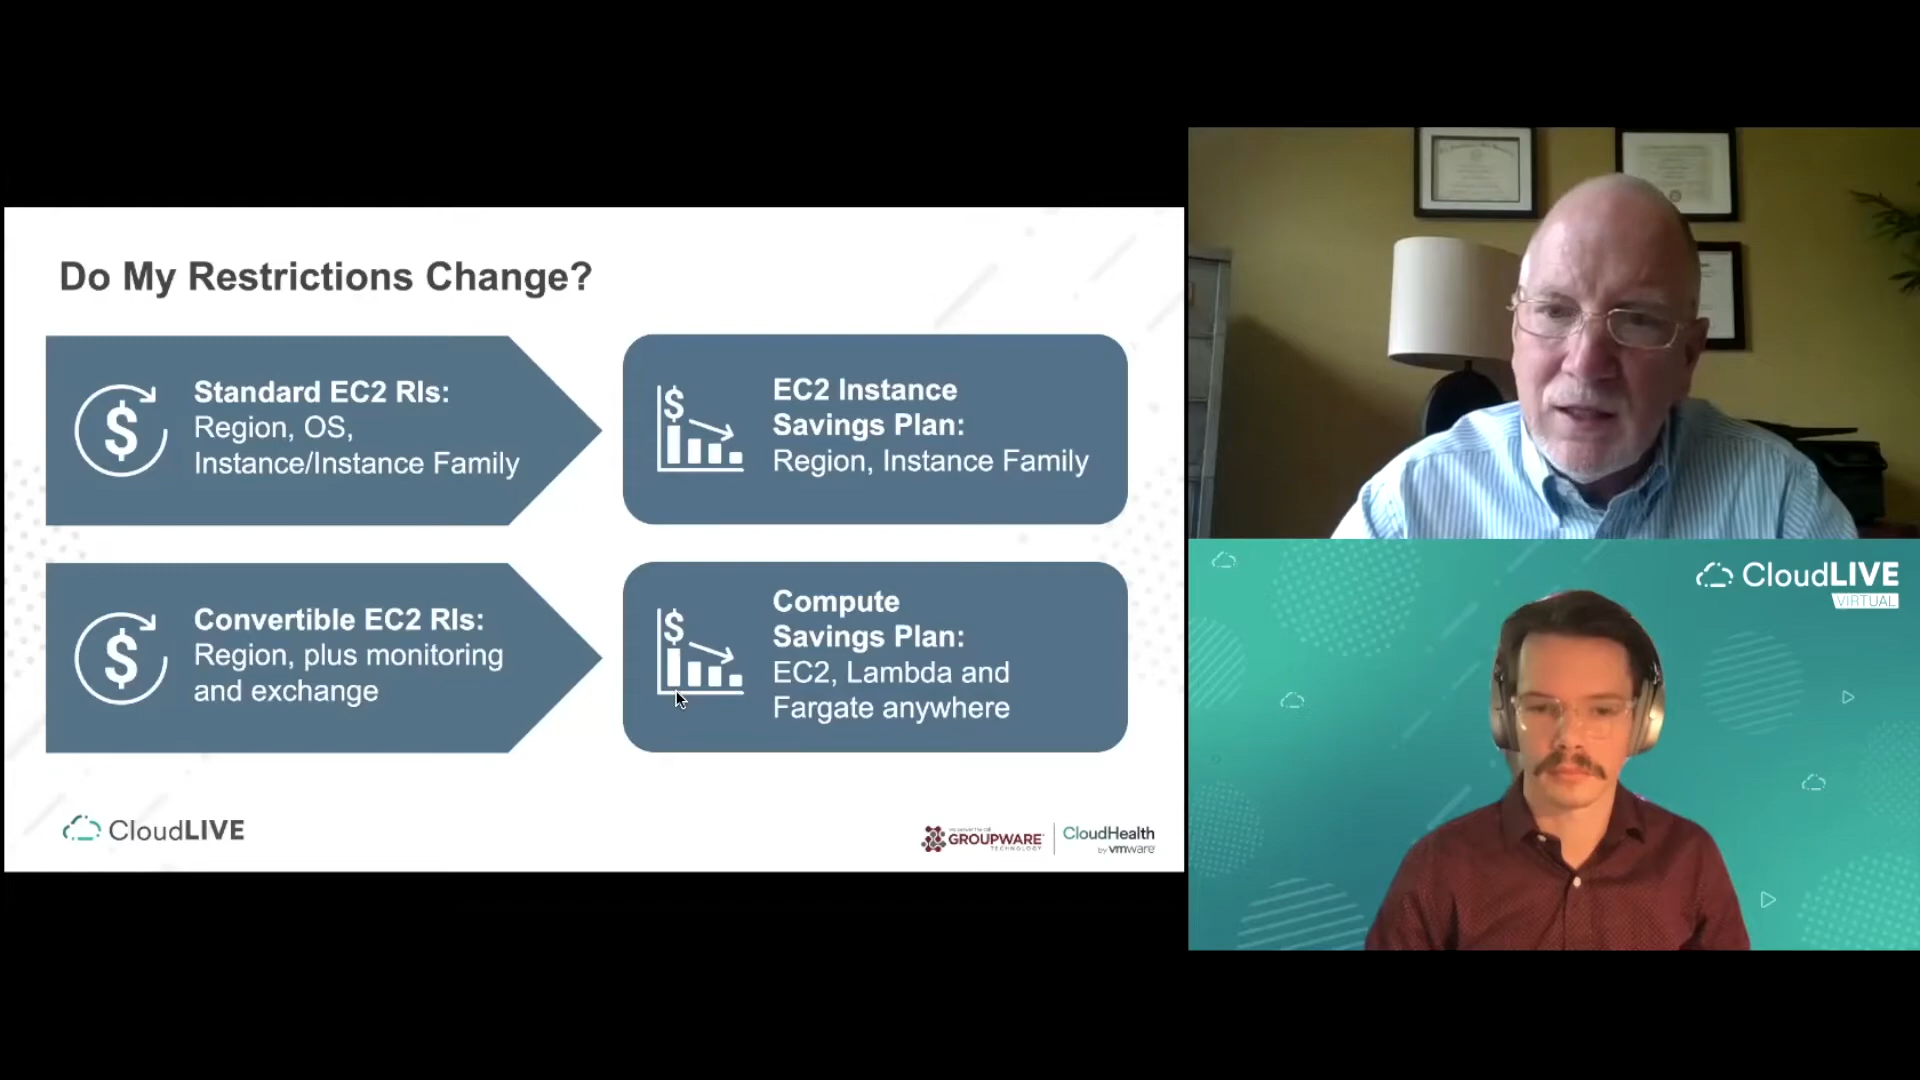 Do My Restrictions Change?
Standard EC2 RIs:
Region, OS,
Instance/Instance Family
EC2 Instance
Savings Plan:
Region, Instance Family
Convertible EC2 RIs:
Region, plus monitoring
and exchange
Compute
Savings Plan:
EC2, Lambda and
Fargate anywhere
CloudLIVE
GROUPWARE
TECHNOLOGY
CloudHealth
by vmware
CloudLIVE
VIRTUAL